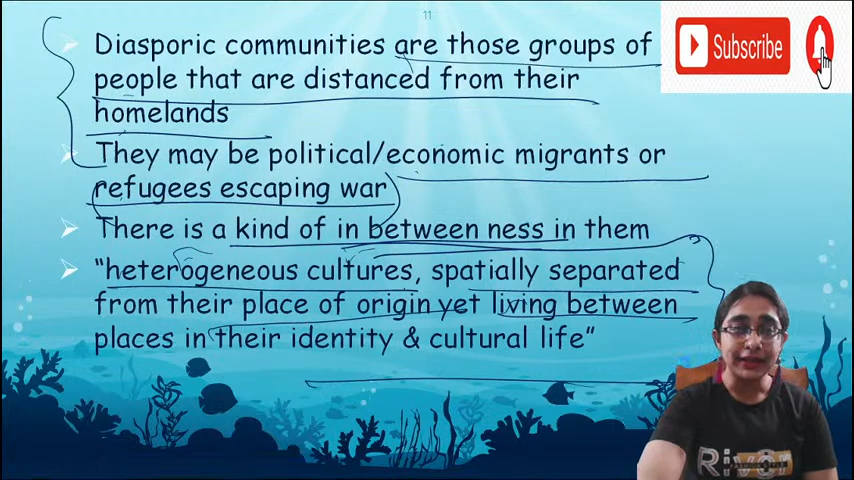 11
Subscribe
Diasporic communities are those groups of
people that are distanced from their
homelands
They may be political/economic migrants or
refugees escaping war
There is a kind of in between ness in them
“heterogeneous cultures, spatially separated
from their place of origin yet living between
places in their identity & cultural life”
River